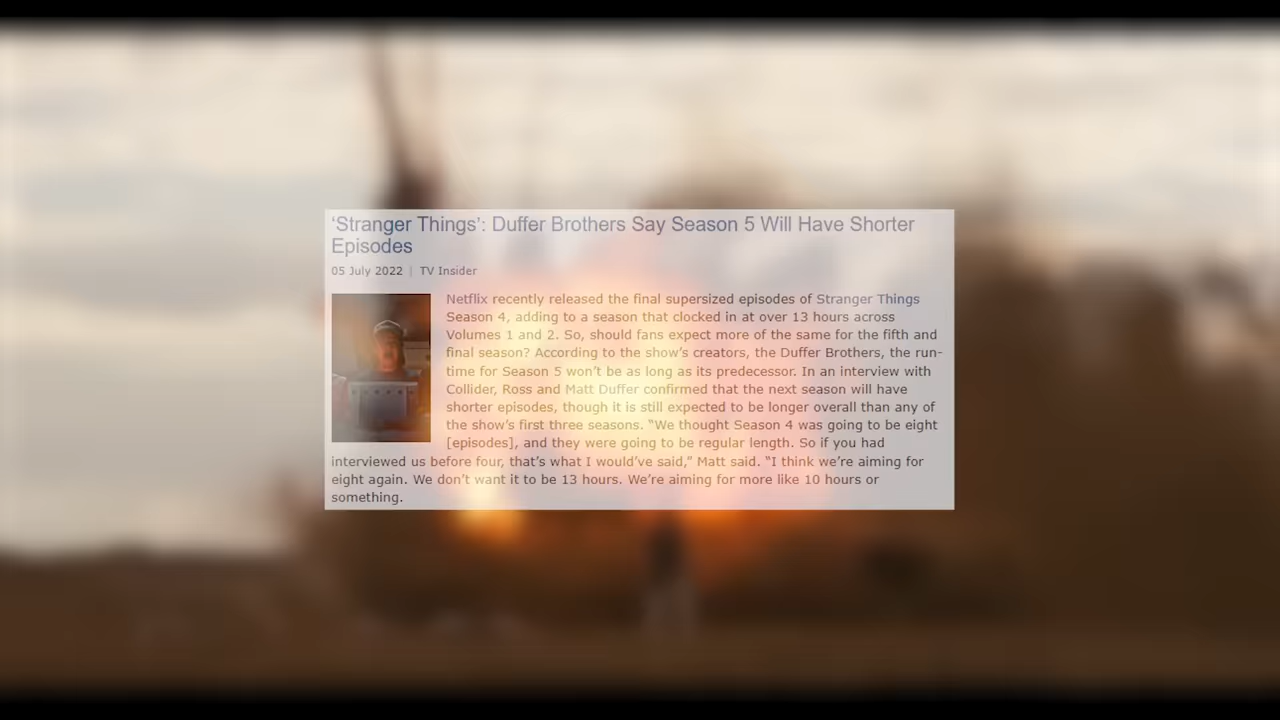 ‘Stranger Things’: Duffer Brothers Say Season 5 Will Have Shorter
Episodes
05 July 2022 | TV Insider
Netflix recently released the final supersized episodes of Stranger Things
Season 4, adding to a season that clocked in at over 13 hours across
Volumes 1 and 2. So, should fans expect more of the same for the fifth and
final season? According to the show’s creators, the Duffer Brothers, the run-
time for Season 5 won’t be as long as its predecessor. In an interview with
Collider, Ross and Matt Duffer confirmed that the next season will have
shorter episodes, though it is still expected to be longer overall than any of
the show’s first three seasons. “We thought Season 4 was going to be eight
[episodes], and they were going to be regular length. So if you had
interviewed us before four, that’s what I would’ve said,” Matt said. “I think we’re aiming for
eight again. We don’t want it to be 13 hours. We’re aiming for more like 10 hours or
something.